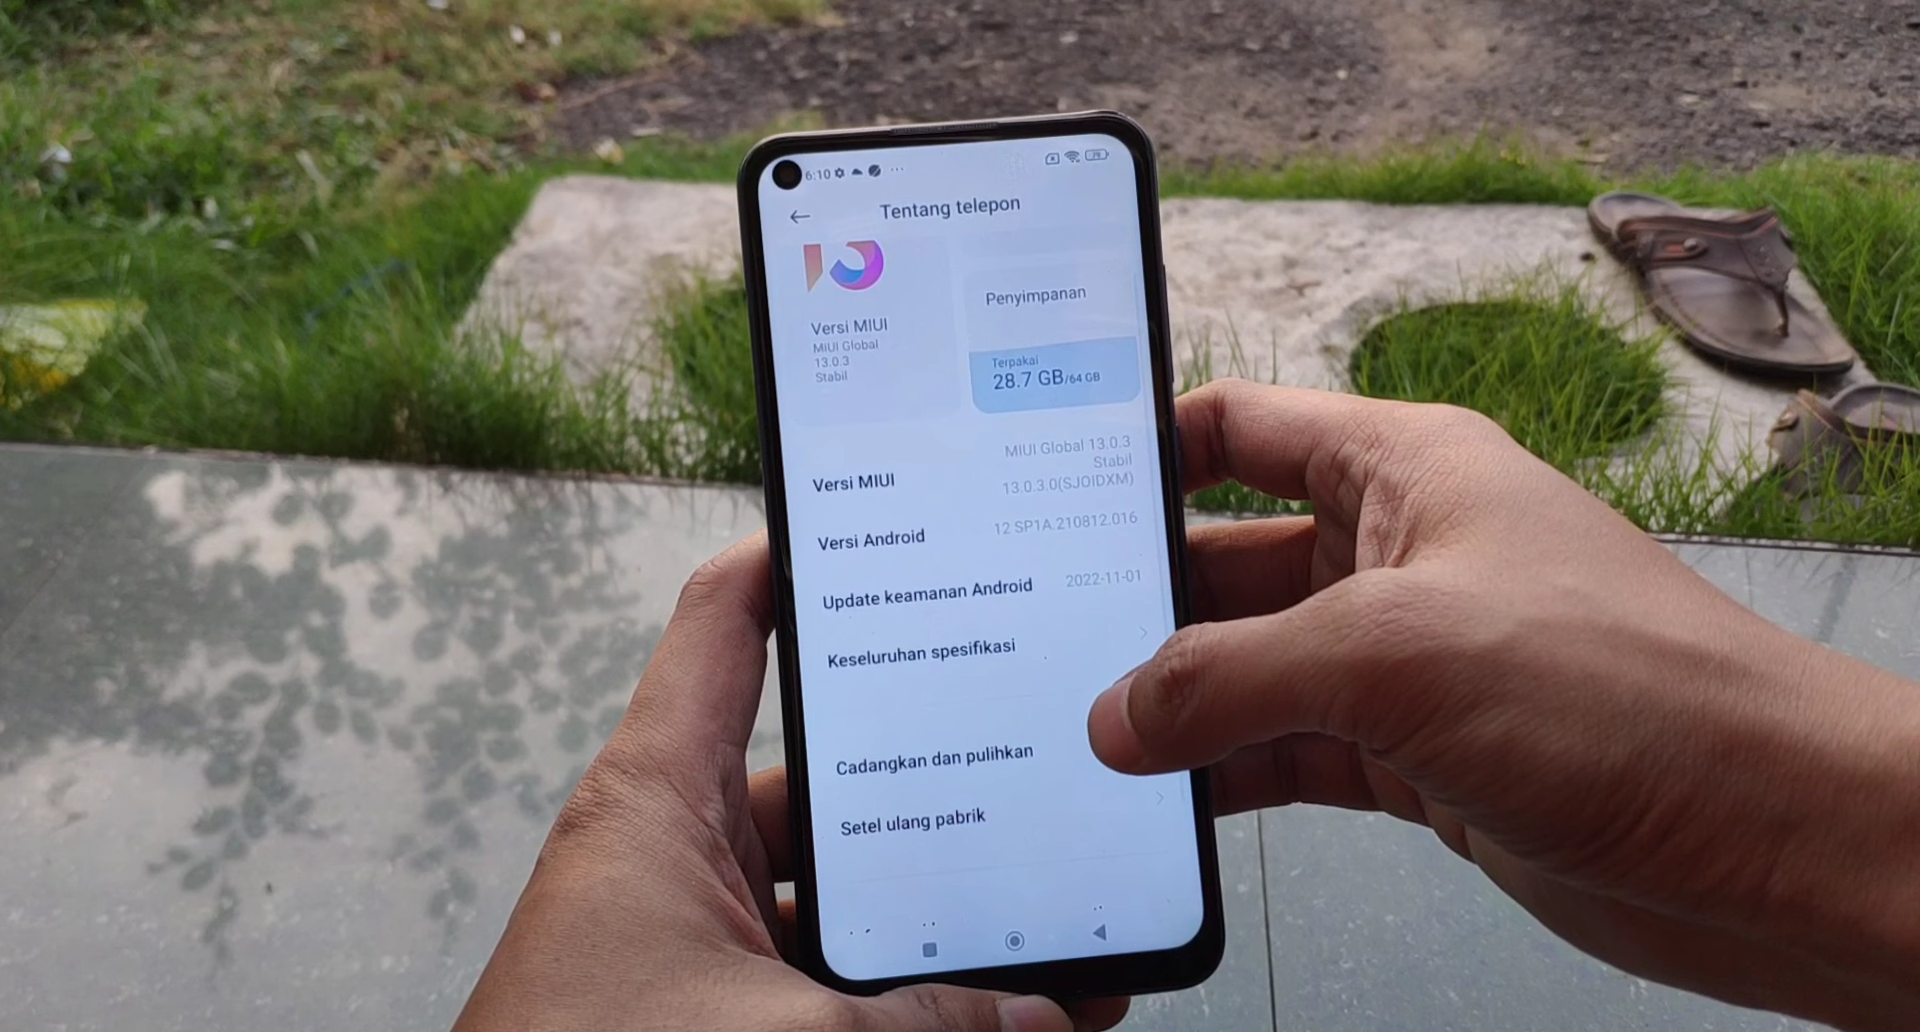 6:10
Tentang telepon
Versi MIUI
MIUI Global
13.0.3
Stabil
Penyimpanan
Terpakai
28.7 GB/64 GB
Versi MIUI
MIUI Global 13.0.3
Stabil
13.0.3.0(SJOIDXM)
Versi Android
12 SP1A.210812.016
Update keamanan Android
2022-11-01
Keseluruhan spesifikasi
Cadangkan dan pulihkan
Setel ulang pabrik